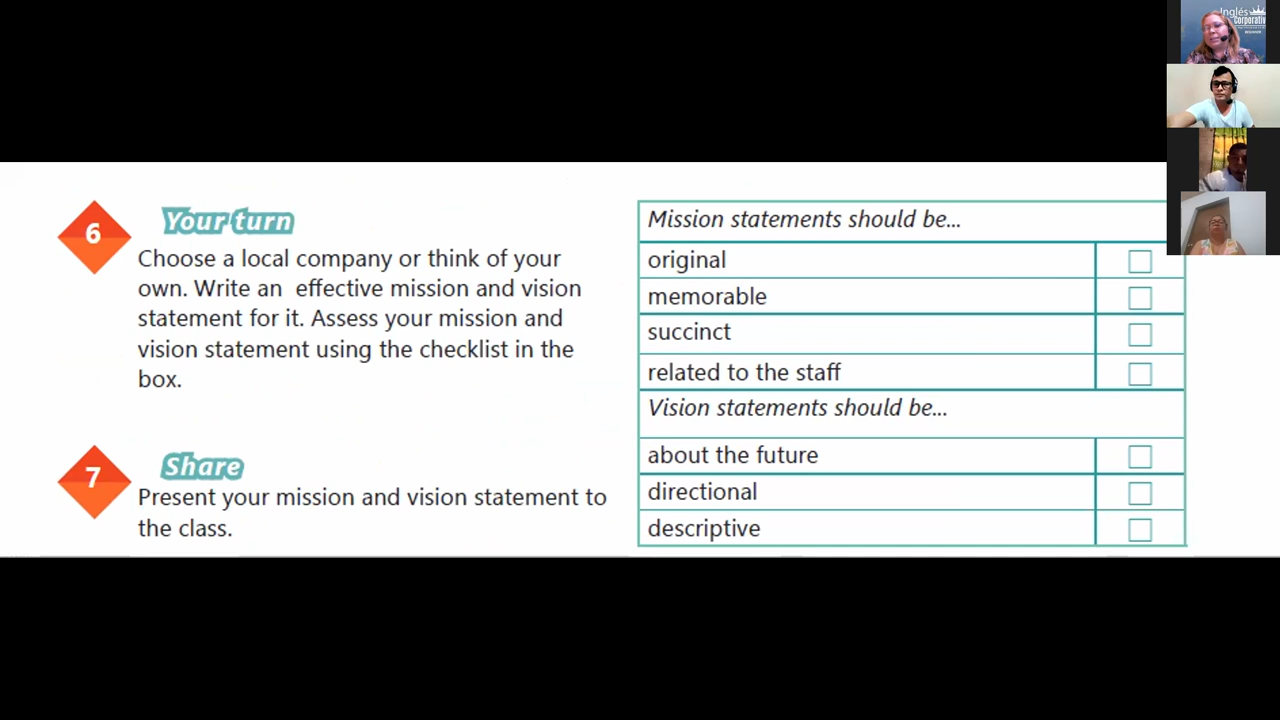 6
Your turn
Choose a local company or think of your
own. Write an effective mission and vision
statement for it. Assess your mission and
vision statement using the checklist in the
box.
7
Share
Present your mission and vision statement to
the class.
Mission statements should be...
original
memorable
succinct
related to the staff
Vision statements should be...
about the future
directional
descriptive
Inglés
Corporativ
BEGINNER